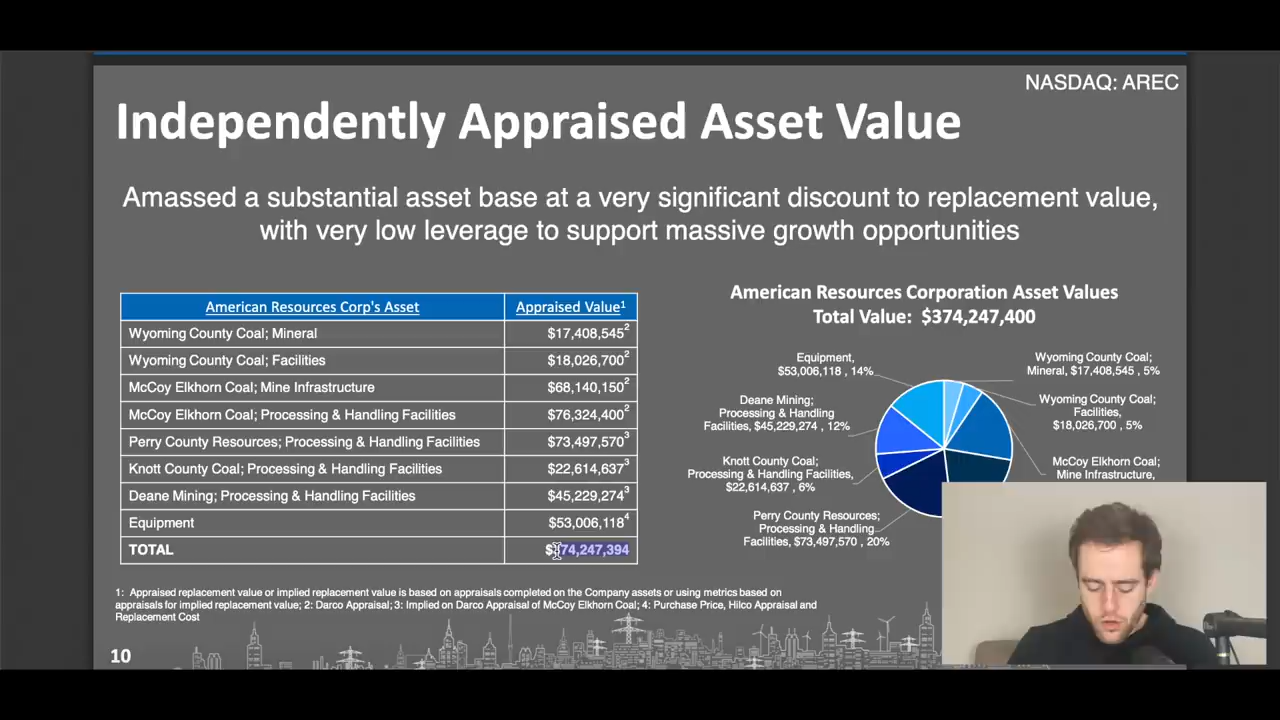 NASDAQ: AREC
Independently Appraised Asset Value
Amassed a substantial asset base at a very significant discount to replacement value,
with very low leverage to support massive growth opportunities
American Resources Corp's Asset Appraised Value1
Wyoming County Coal; Mineral $17,408,5452
Wyoming County Coal; Facilities $18,026,7002
McCoy Elkhorn Coal; Mine Infrastructure $68,140,1502
McCoy Elkhorn Coal; Processing & Handling Facilities $76,324,4002
Perry County Resources; Processing & Handling Facilities $73,497,5703
Knott County Coal; Processing & Handling Facilities $22,614,6373
Deane Mining; Processing & Handling Facilities $45,229,2743
Equipment $53,006,1184
TOTAL $374,247,394
1: Appraised replacement value or implied replacement value is based on appraisals completed on the Company assets or using metrics based on
appraisals for implied replacement value; 2: Darco Appraisal; 3: Implied on Darco Appraisal of McCoy Elkhorn Coal; 4: Purchase Price, Hilco Appraisal and
Replacement Cost
American Resources Corporation Asset Values
Total Value: $374,247,400
Equipment,
$53,006,118 , 14%
Wyoming County Coal;
Mineral, $17,408,545 , 5%
Deane Mining;
Processing & Handling
Facilities, $45,229,274 , 12%
Wyoming County Coal;
Facilities,
$18,026,700 , 5%
Knott County Coal;
Processing & Handling Facilities,
$22,614,637 , 6%
McCoy Elkhorn Coal;
Mine Infrastructure,
Perry County Resources;
Processing & Handling
Facilities, $73,497,570 , 20%
10